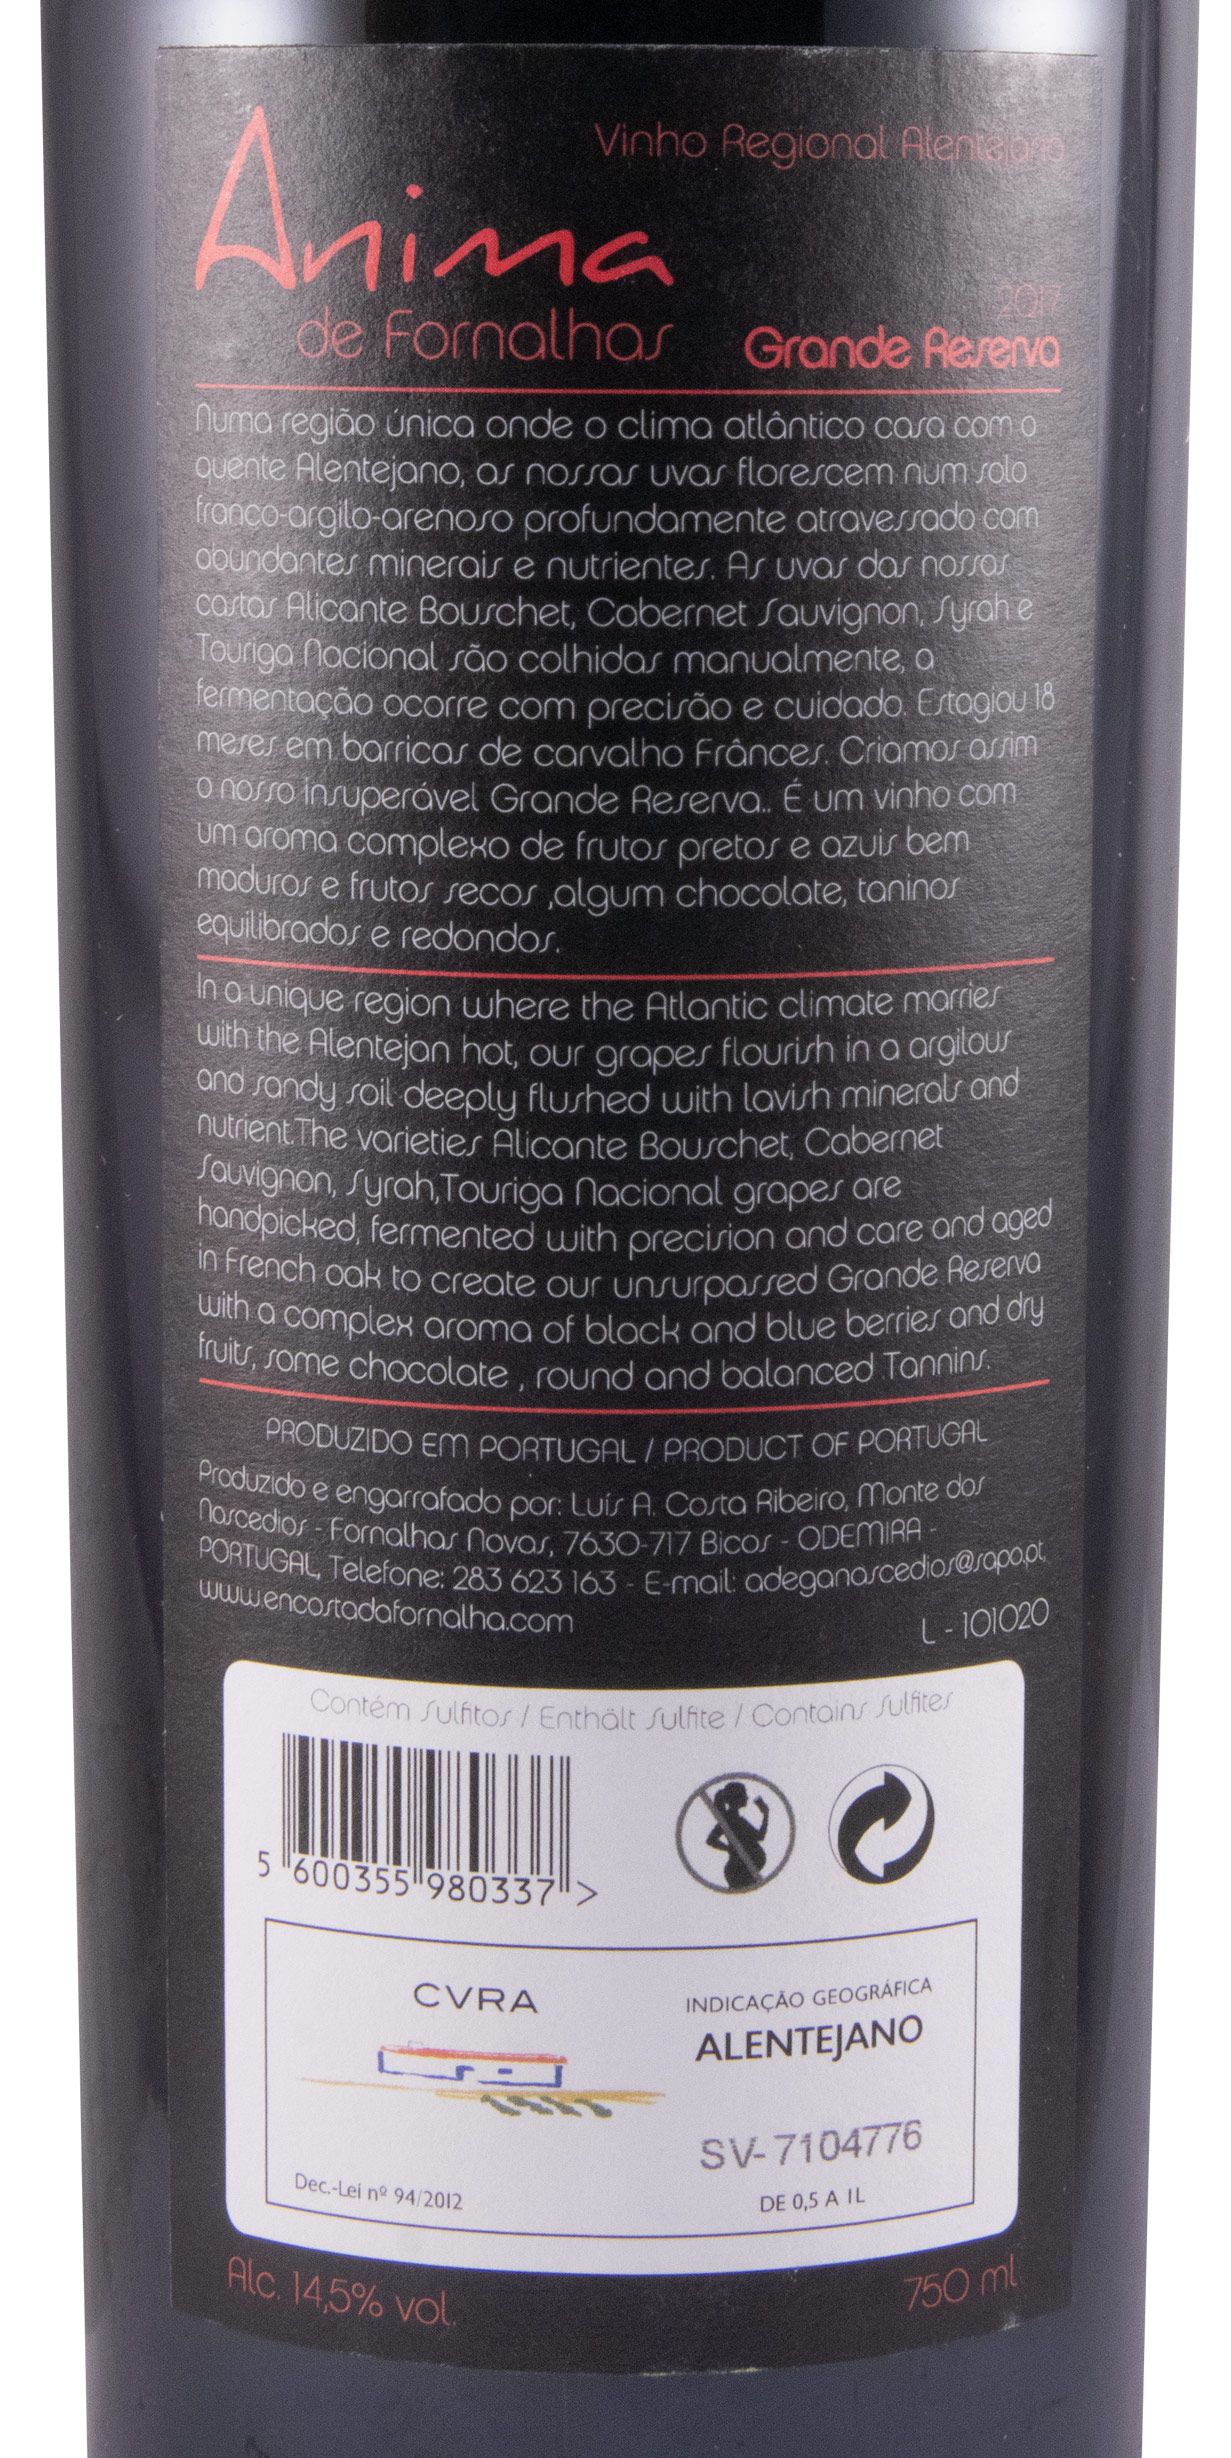 Vinho Regional Alentejano
Anima
de Fornalhas
2017
Grande Reserva
Numa região única onde o clima atlântico casa com o
quente Alentejano, as nossas uvas florescem num solo
franco-argilo-arenoso profundamente atravessado com
abundantes minerais e nutrientes. As uvas das nossas
castas Alicante Bouschet, Cabernet Sauvignon, Syrah e
Touriga Nacional são colhidas manualmente, a
fermentação ocorre com precisão e cuidado. Estagiou 18
meses em barricas de carvalho Frânces. Criamos assim
o nosso Insuperável Grande Reserva.. É um vinho com
um aroma complexo de frutos pretos e azuis bem
maduros e frutos secos ,algum chocolate, taninos
equilibrados e redondos.
In a unique region where the Atlantic climate marries
with the Alentejan hot, our grapes flourish in a argilous
and sandy soil deeply flushed with lavish minerals and
nutrient.The varieties Alicante Bouschet, Cabernet
Sauvignon, Syrah,Touriga Nacional grapes are
handpicked, fermented with precision and care and aged
in French oak to create our unsurpassed Grande Reserva
with a complex aroma of black and blue berries and dry
fruits, some chocolate , round and balanced Tannins.
PRODUZIDO EM PORTUGAL / PRODUCT OF PORTUGAL
Produzido e engarrafado por: Luís A. Costa Ribeiro, Monte dos
Nascedios - Fornalhas Novas, 7630-717 Bicos - ODEMIRA -
PORTUGAL, Telefone: 283 623 163 - E-mail: adeganascedios@sapo.pt,
www.encostadafornalha.com
L - 101020
Contém Sulfitos / Enthält Sulfite / Contains Sulfites
5 600355 980337 >
CVRA
INDICAÇÃO GEOGRÁFICA
ALENTEJANO
SV-7104776
Dec.-Lei nº 94/2012
DE 0,5 A 1L
Alc. 14,5% vol.
750 ml